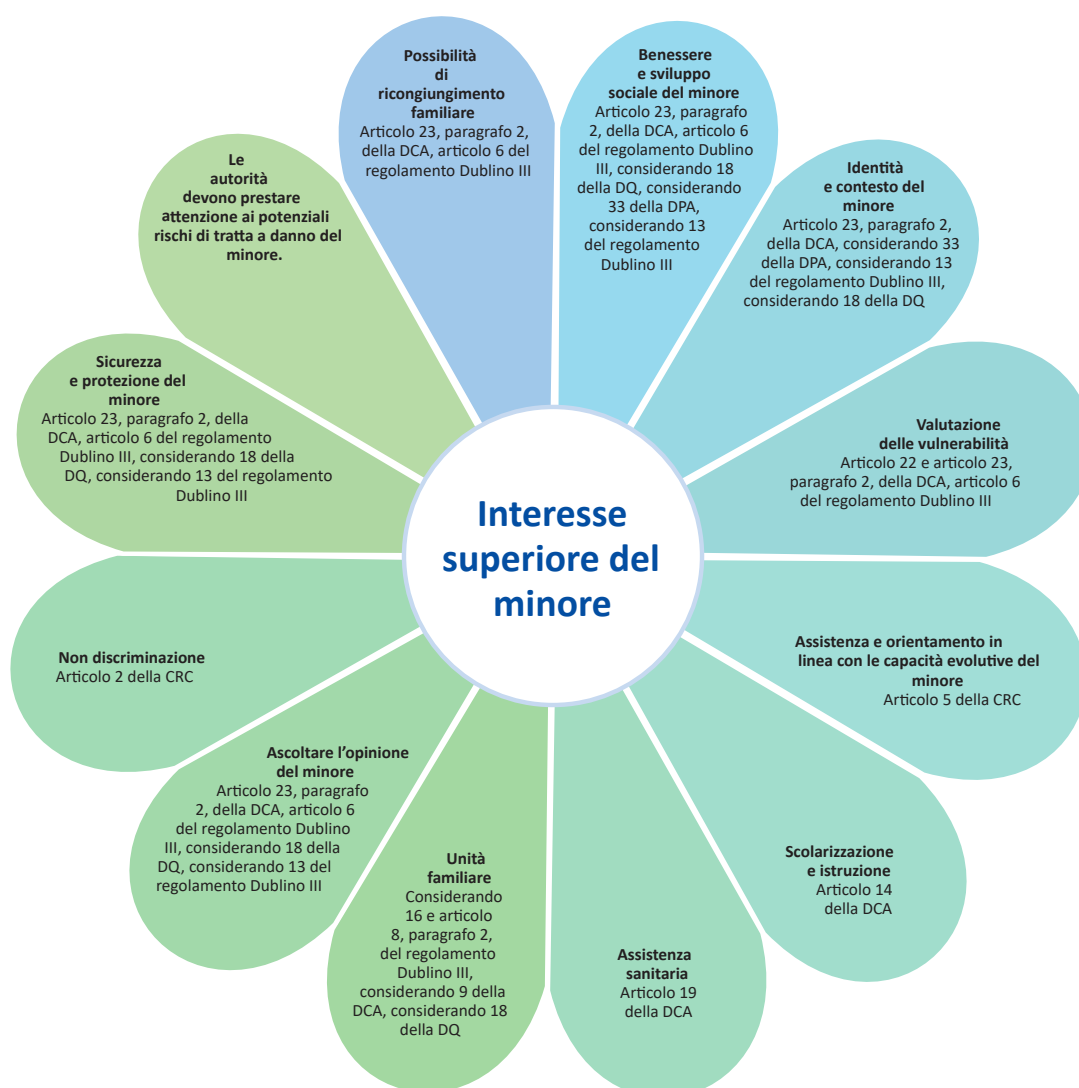 Possibilità
di
ricongiungimento
familiare
Articolo 23, paragrafo 2,
della DCA, articolo 6 del
regolamento Dublino III
Benessere
e sviluppo
sociale del minore
Articolo 23, paragrafo
2, della DCA, articolo 6
del regolamento Dublino
III, considerando 18
della DQ, considerando
33 della DPA,
considerando 13
del regolamento
Dublino III
Identità
e contesto del
minore
Articolo 23, paragrafo 2,
della DCA, considerando 33
della DPA, considerando 13
del regolamento Dublino III,
considerando 18 della DQ
Valutazione
delle vulnerabilità
Articolo 22 e articolo 23,
paragrafo 2, della DCA, articolo 6
del regolamento Dublino III
Assistenza e orientamento in
linea con le capacità evolutive del
minore
Articolo 5 della CRC
Scolarizzazione
e istruzione
Articolo 14
della DCA
Assistenza
sanitaria
Articolo 19
della DCA
Unità
familiare
Considerando
16 e articolo
8, paragrafo 2,
del regolamento
Dublino III,
considerando 9 della
DCA, considerando 18
della DQ
Ascoltare l'opinione
del minore
Articolo 23, paragrafo
2, della DCA, articolo 6
del regolamento Dublino
III, considerando 18 della
DQ, considerando 13 del
regolamento Dublino III
Non discriminazione
Articolo 2 della CRC
Sicurezza
e protezione del
minore
Articolo 23, paragrafo 2, della
DCA, articolo 6 del regolamento
Dublino III, considerando 18 della
DQ, considerando 13 del regolamento
Dublino III
Le
autorità
devono prestare
attenzione ai potenziali
rischi di tratta a danno del
minore.
Interesse
superiore del
minore